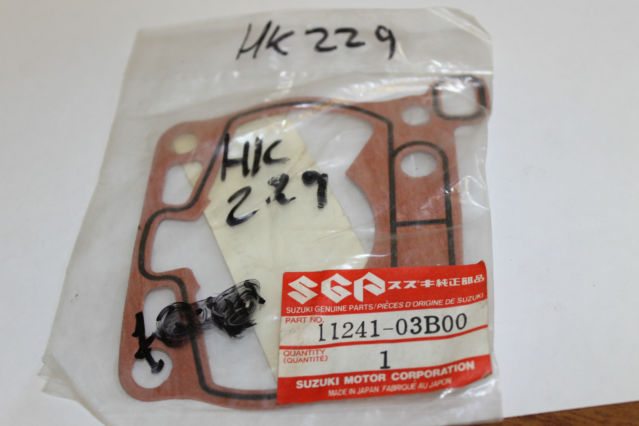 HK 229
HK
229
SGP スズキ純正部品
SUZUKI GENUINE PARTS/PIÈCES D'ORIGINE DE SUZUKI
PART NO.
11241-03B00
QUANTITY
(QUANTITÉ)
1
SUZUKI MOTOR CORPORATION
MADE IN JAPAN FABRIQUÉ AU JAPON